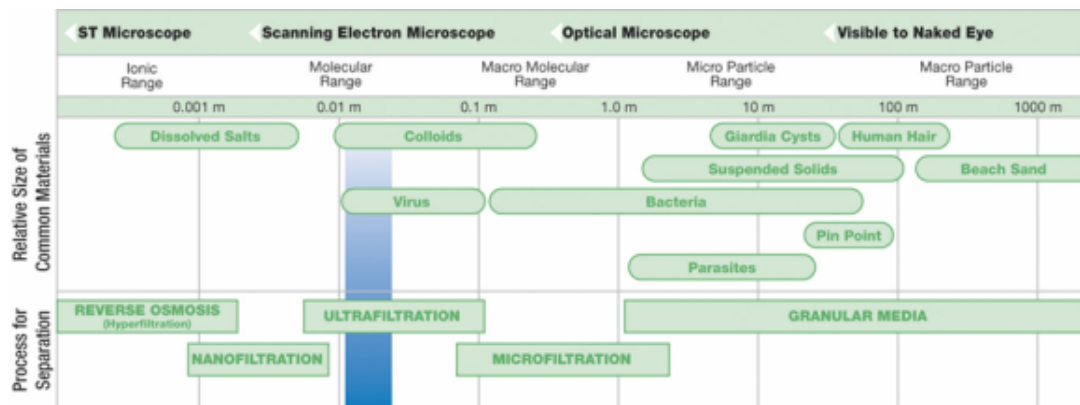 ST Microscope
Scanning Electron Microscope
Optical Microscope
Visible to Naked Eye
Ionic
Range
Molecular
Range
Macro Molecular
Range
Micro Particle
Range
Macro Particle
Range
0.001 m
0.01 m
0.1 m
1.0 m
10 m
100 m
1000 m
Relative Size of
Common Materials
Dissolved Salts
Colloids
Giardia Cysts
Human Hair
Suspended Solids
Beach Sand
Virus
Bacteria
Pin Point
Parasites
Process for
Separation
REVERSE OSMOSIS
(Hyperfiltration)
ULTRAFILTRATION
GRANULAR MEDIA
NANOFILTRATION
MICROFILTRATION